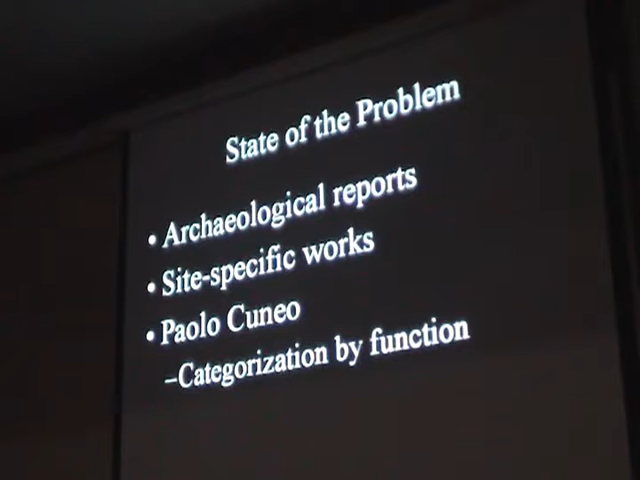 State of the Problem
• Archaeological reports
• Site-specific works
• Paolo Cuneo
–Categorization by function